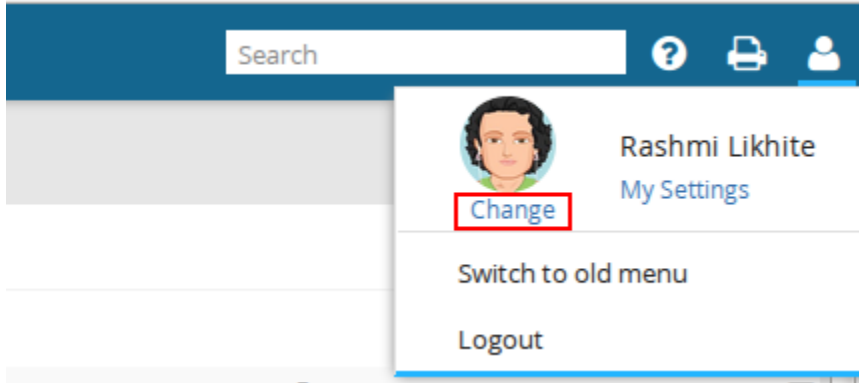 Search
Rashmi Likhite
My Settings
Change
Switch to old menu
Logout